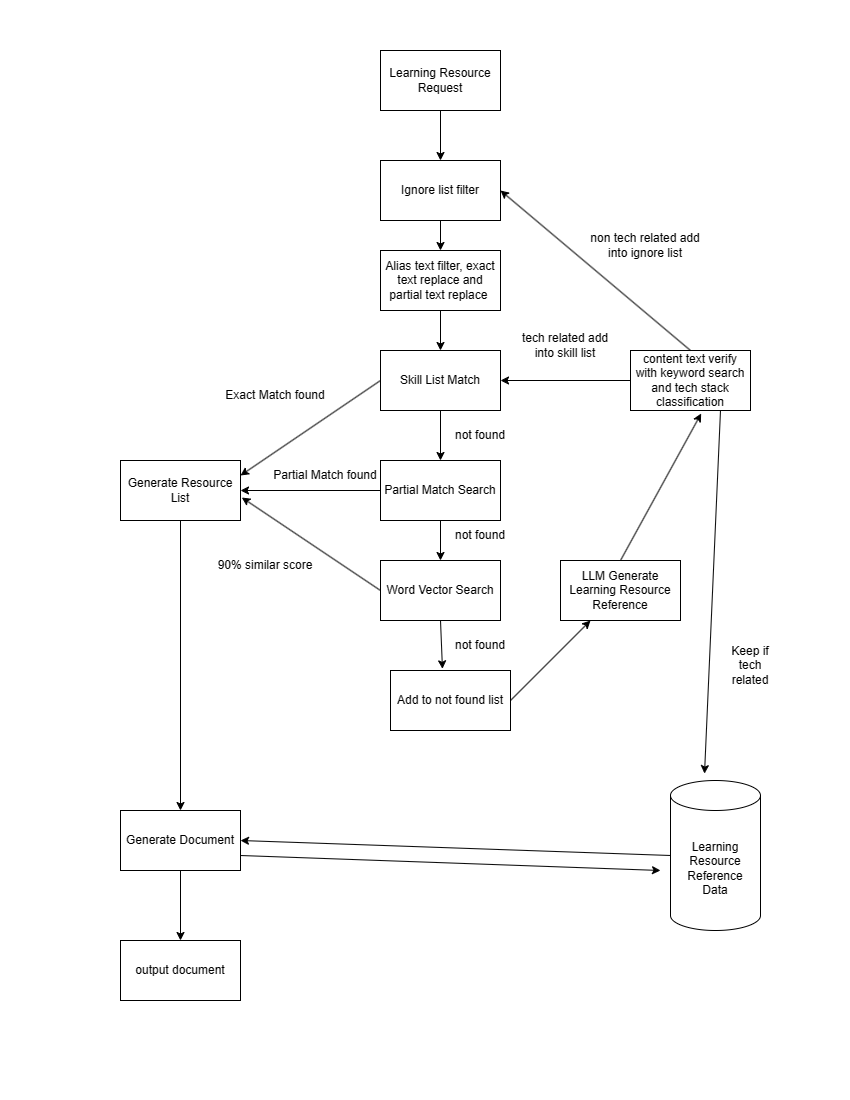 Learning Resource
Request
Ignore list filter
non tech related add
into ignore list
Alias text filter, exact
text replace and
partial text replace
tech related add
into skill list
content text verify
with keyword search
and tech stack
classification
Skill List Match
Exact Match found
not found
Generate Resource
List
Partial Match found
Partial Match Search
not found
90% similar score
Word Vector Search
LLM Generate
Learning Resource
Reference
not found
Keep if
tech
related
Add to not found list
Generate Document
Learning
Resource
Reference
Data
output document